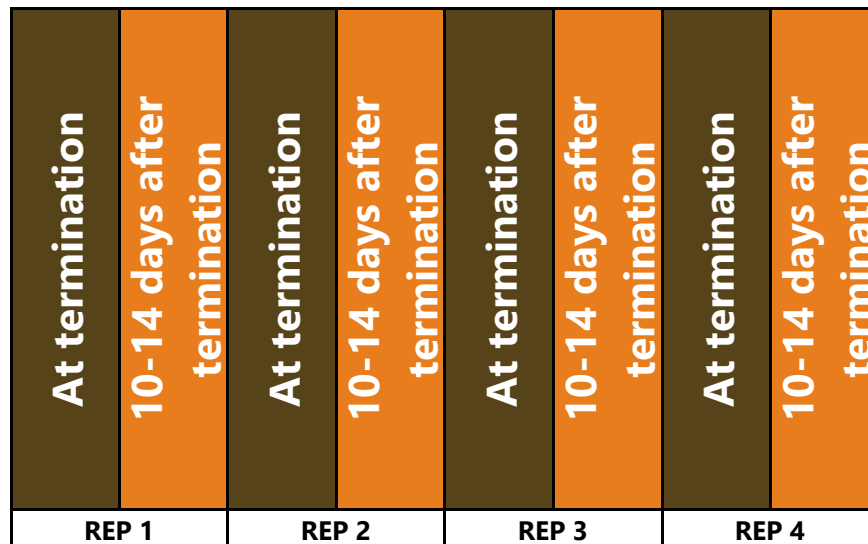 At termination
10-14 days after
termination
At termination
10-14 days after
termination
At termination
10-14 days after
termination
At termination
10-14 days after
termination
REP 1
REP 2
REP 3
REP 4